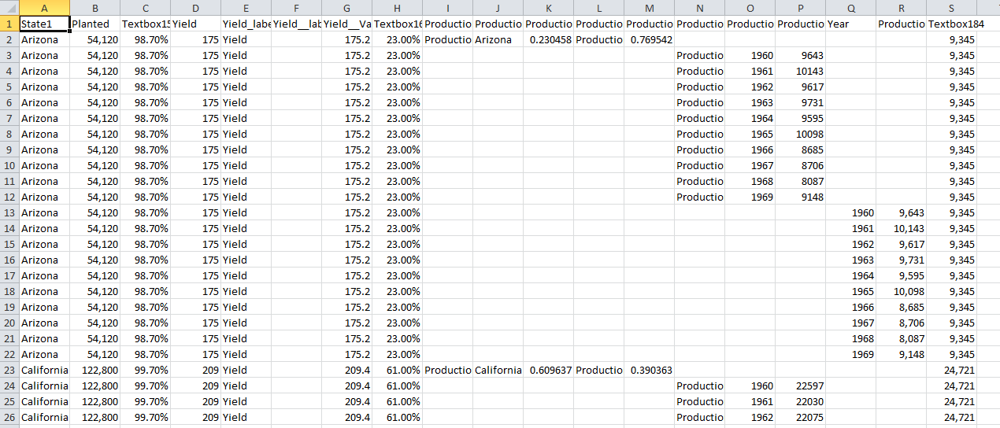 A B C D E F G H I J K L M N O P Q R S
1 State1 Planted Textbox15 Yield Yield_labe Yield__lab Yield__Va Textbox16 Productio Productio Productio Productio Productio Productio Productio Productio Year Productio Textbox184
2 Arizona 54,120 98.70% 175 Yield 175.2 23.00% Productio Arizona 0.230458 Productio 0.769542 9,345
3 Arizona 54,120 98.70% 175 Yield 175.2 23.00% Productio 1960 9643 9,345
4 Arizona 54,120 98.70% 175 Yield 175.2 23.00% Productio 1961 10143 9,345
5 Arizona 54,120 98.70% 175 Yield 175.2 23.00% Productio 1962 9617 9,345
6 Arizona 54,120 98.70% 175 Yield 175.2 23.00% Productio 1963 9731 9,345
7 Arizona 54,120 98.70% 175 Yield 175.2 23.00% Productio 1964 9595 9,345
8 Arizona 54,120 98.70% 175 Yield 175.2 23.00% Productio 1965 10098 9,345
9 Arizona 54,120 98.70% 175 Yield 175.2 23.00% Productio 1966 8685 9,345
10 Arizona 54,120 98.70% 175 Yield 175.2 23.00% Productio 1967 8706 9,345
11 Arizona 54,120 98.70% 175 Yield 175.2 23.00% Productio 1968 8087 9,345
12 Arizona 54,120 98.70% 175 Yield 175.2 23.00% Productio 1969 9148 9,345
13 Arizona 54,120 98.70% 175 Yield 175.2 23.00% 1960 9,643 9,345
14 Arizona 54,120 98.70% 175 Yield 175.2 23.00% 1961 10,143 9,345
15 Arizona 54,120 98.70% 175 Yield 175.2 23.00% 1962 9,617 9,345
16 Arizona 54,120 98.70% 175 Yield 175.2 23.00% 1963 9,731 9,345
17 Arizona 54,120 98.70% 175 Yield 175.2 23.00% 1964 9,595 9,345
18 Arizona 54,120 98.70% 175 Yield 175.2 23.00% 1965 10,098 9,345
19 Arizona 54,120 98.70% 175 Yield 175.2 23.00% 1966 8,685 9,345
20 Arizona 54,120 98.70% 175 Yield 175.2 23.00% 1967 8,706 9,345
21 Arizona 54,120 98.70% 175 Yield 175.2 23.00% 1968 8,087 9,345
22 Arizona 54,120 98.70% 175 Yield 175.2 23.00% 1969 9,148 9,345
23 California 122,800 99.70% 209 Yield 209.4 61.00% Productio California 0.609637 Productio 0.390363 24,721
24 California 122,800 99.70% 209 Yield 209.4 61.00% Productio 1960 22597 24,721
25 California 122,800 99.70% 209 Yield 209.4 61.00% Productio 1961 22030 24,721
26 California 122,800 99.70% 209 Yield 209.4 61.00% Productio 1962 22075 24,721